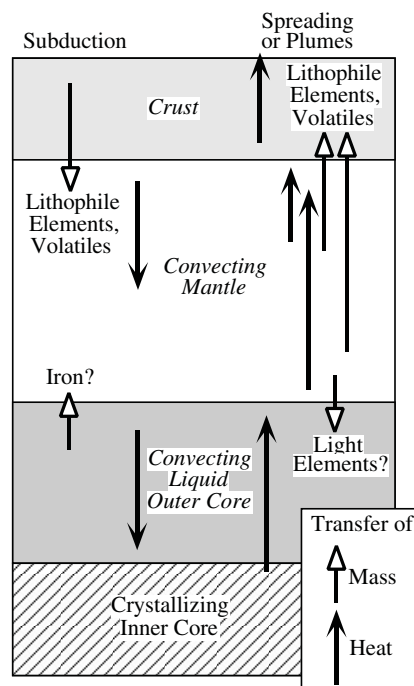 Subduction
Spreading
or Plumes
Crust
Lithophile
Elements,
Volatiles
Lithophile
Elements,
Volatiles
Convecting
Mantle
Iron?
Convecting
Liquid
Outer Core
Light
Elements?
Transfer of
Mass
Heat
Crystallizing
Inner Core